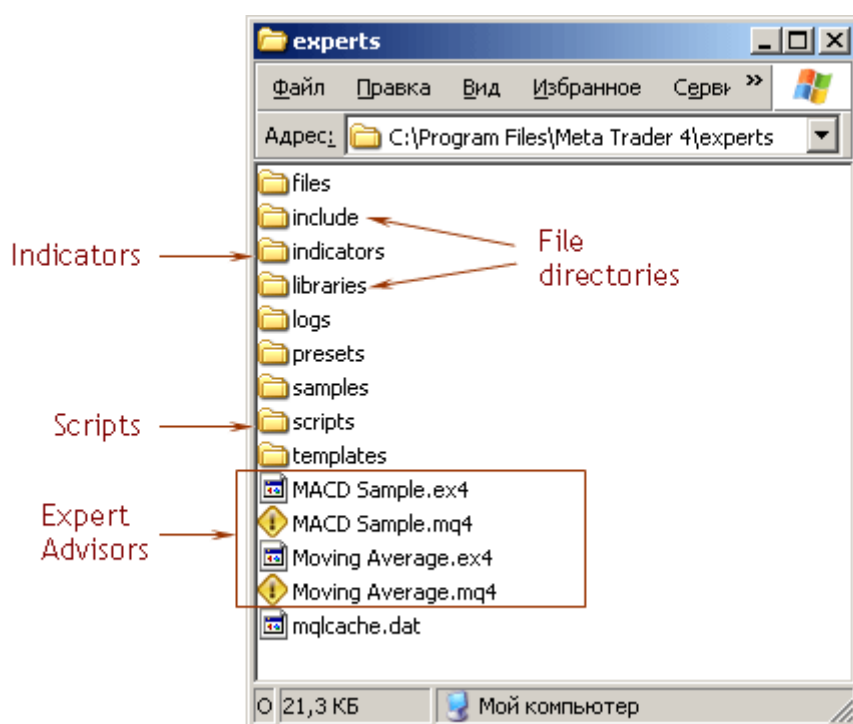 experts
Файл Правка Вид Избранное Серви »
Адрес: C:\Program Files\Meta Trader 4\experts
files
include
File
Indicators
indicators
directories
libraries
logs
presets
samples
Scripts
scripts
templates
MACD Sample.ex4
Expert
MACD Sample.mq4
Advisors
Moving Average.ex4
Moving Average.mq4
mqlcache.dat
О 21,3 КБ Мой компьютер